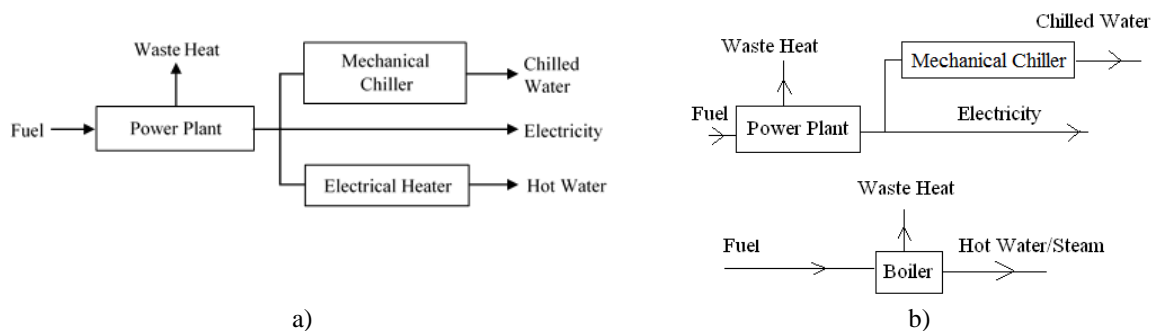 Waste Heat
Mechanical
Chiller
Chilled
Water
Fuel
Power Plant
Electricity
Electrical Heater
Hot Water
a)
Chilled Water
Waste Heat
Mechanical Chiller
Fuel
Power Plant
Electricity
Waste Heat
Fuel
Hot Water/Steam
Boiler
b)